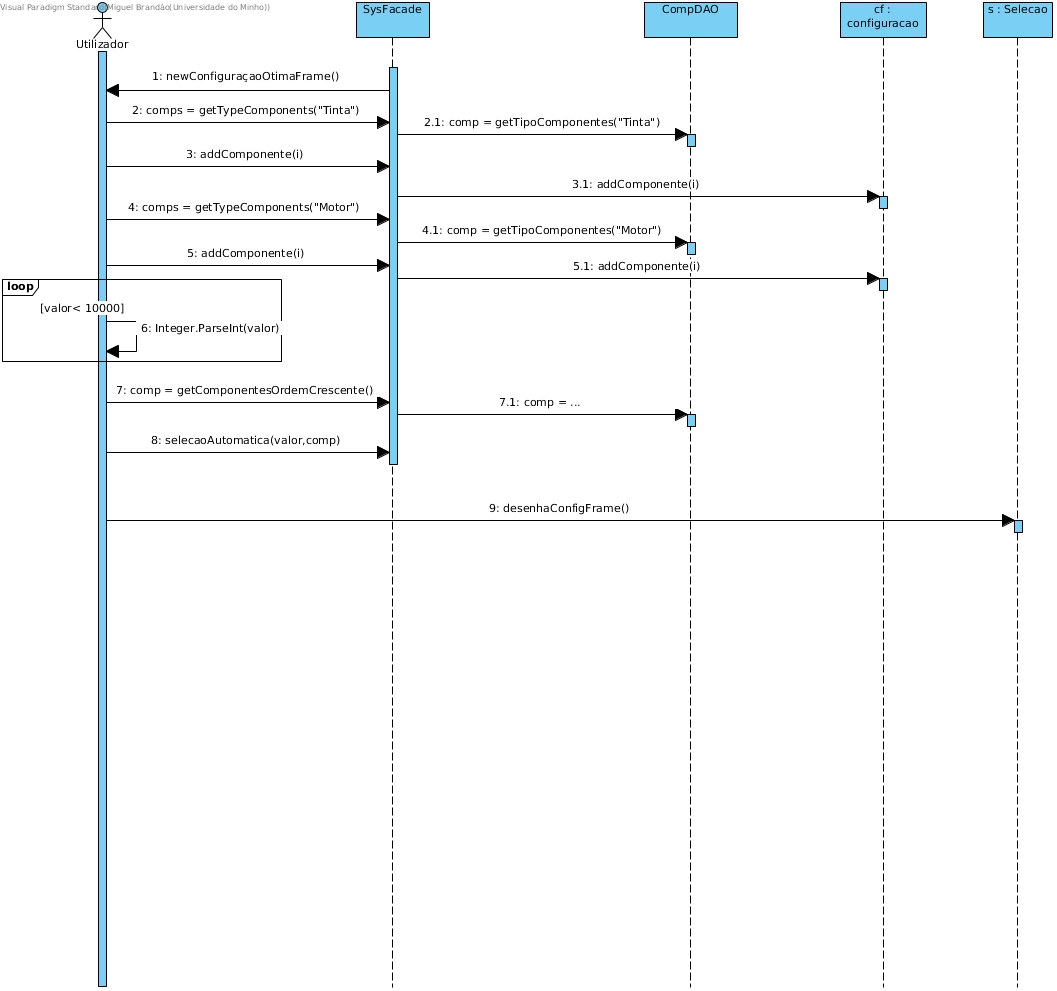 Visual Paradigm Standard(Miguel Brandão(Universidade do Minho))
Utilizador
SysFacade
CompDAO
cf :
configuracao
s : Selecao
1: newConfiguraçaoOtimaFrame()
2: comps = getTypeComponents("Tinta")
2.1: comp = getTipoComponentes("Tinta")
3: addComponente(i)
3.1: addComponente(i)
4: comps = getTypeComponents("Motor")
4.1: comp = getTipoComponentes("Motor")
5: addComponente(i)
5.1: addComponente(i)
loop
[valor< 10000]
6: Integer.ParseInt(valor)
7: comp = getComponentesOrdemCrescente()
7.1: comp = ...
8: selecaoAutomatica(valor,comp)
9: desenhaConfigFrame()